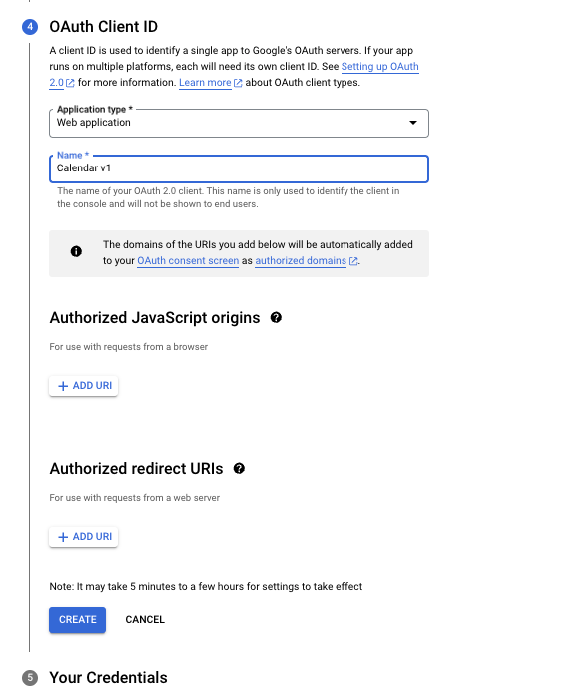 4 OAuth Client ID
A client ID is used to identify a single app to Google's OAuth servers. If your app
runs on multiple platforms, each will need its own client ID. See Setting up OAuth
2.0 for more information. Learn more about OAuth client types.
Application type *
Web application
Name *
Calendar v1
The name of your OAuth 2.0 client. This name is only used to identify the client in
the console and will not be shown to end users.
The domains of the URIs you add below will be automatically added
to your OAuth consent screen as authorized domains.
Authorized JavaScript origins
For use with requests from a browser
+ ADD URI
Authorized redirect URIs
For use with requests from a web server
+ ADD URI
Note: It may take 5 minutes to a few hours for settings to take effect
CREATE CANCEL
5 Your Credentials